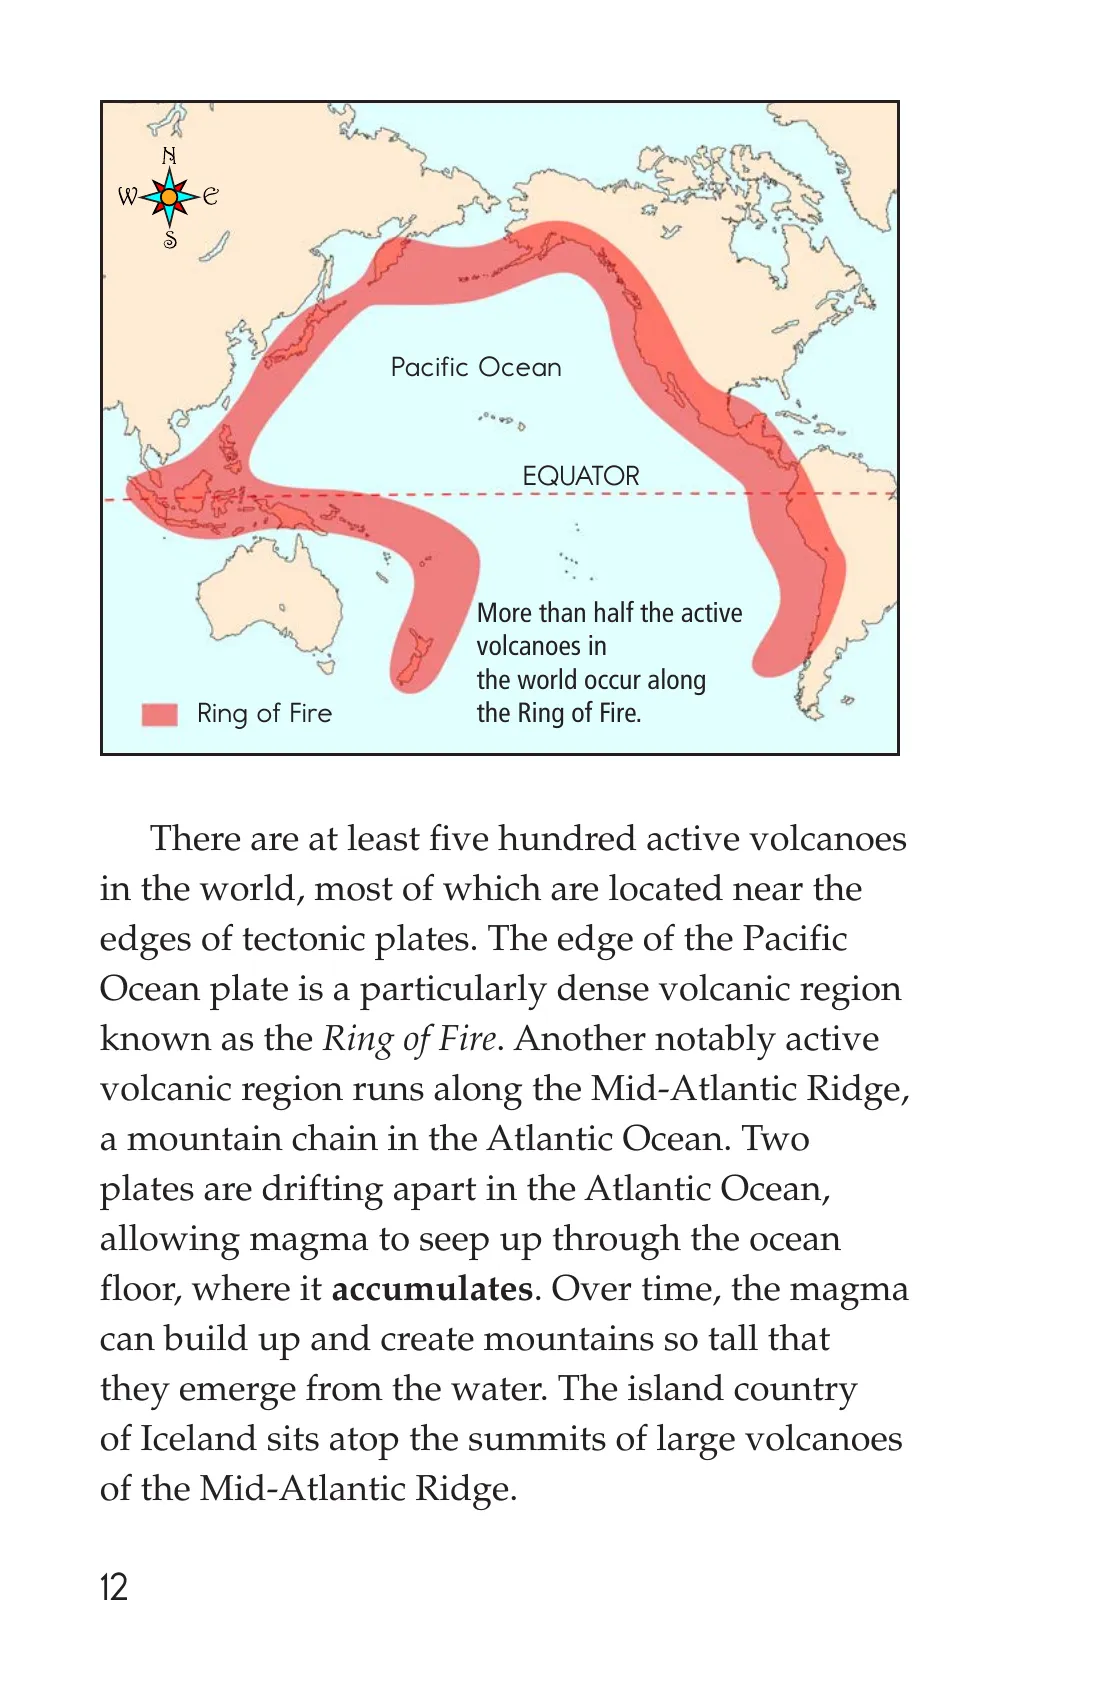 N
W E
S
Pacific Ocean
EQUATOR
More than half the active
volcanoes in
the world occur along
the Ring of Fire.
Ring of Fire
There are at least five hundred active volcanoes
in the world, most of which are located near the
edges of tectonic plates. The edge of the Pacific
Ocean plate is a particularly dense volcanic region
known as the Ring of Fire. Another notably active
volcanic region runs along the Mid-Atlantic Ridge,
a mountain chain in the Atlantic Ocean. Two
plates are drifting apart in the Atlantic Ocean,
allowing magma to seep up through the ocean
floor, where it accumulates. Over time, the magma
can build up and create mountains so tall that
they emerge from the water. The island country
of Iceland sits atop the summits of large volcanoes
of the Mid-Atlantic Ridge.
12